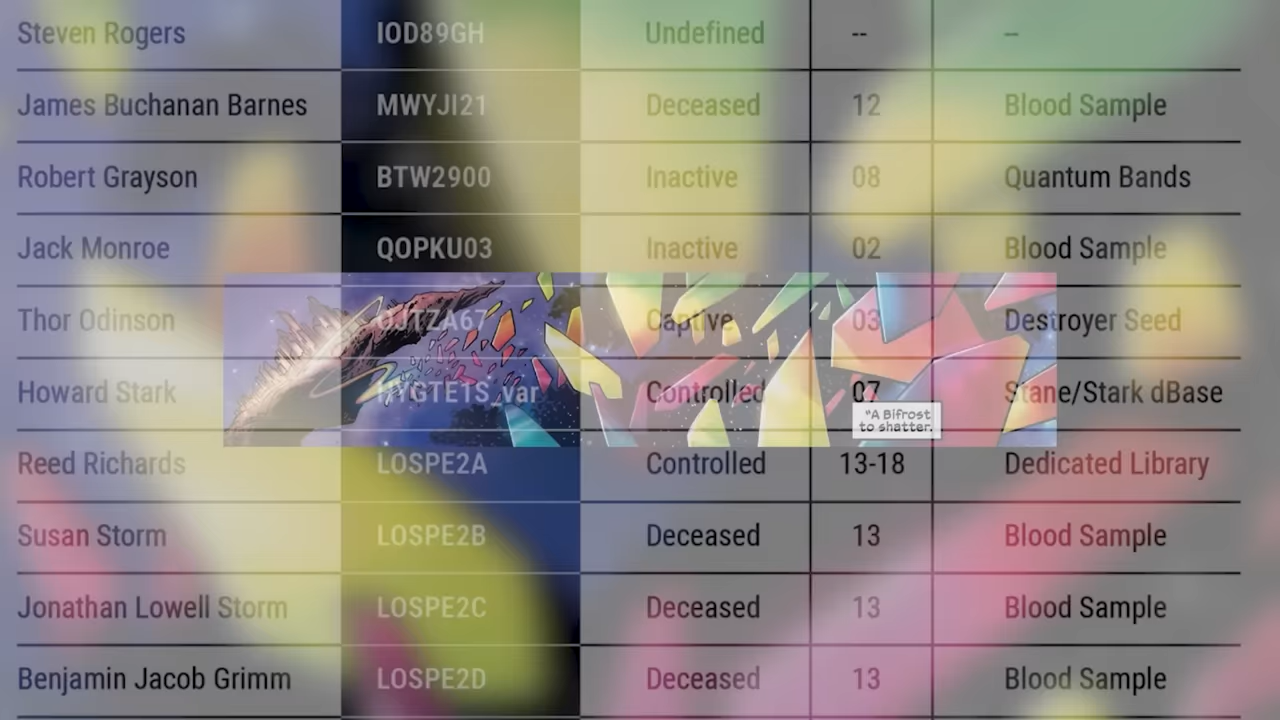 Steven Rogers IOD89GH Undefined -- --
James Buchanan Barnes MWYJI21 Deceased 12 Blood Sample
Robert Grayson BTW2900 Inactive 08 Quantum Bands
Jack Monroe QOPKU03 Inactive 02 Blood Sample
Thor Odinson Captive 03 Destroyer Seed
Howard Stark Controlled 07 Stane/Stark dBase
"A Bifrost
to shatter.
Reed Richards LOSPE2A Controlled 13-18 Dedicated Library
Susan Storm LOSPE2B Deceased 13 Blood Sample
Jonathan Lowell Storm LOSPE2C Deceased 13 Blood Sample
Benjamin Jacob Grimm LOSPE2D Deceased 13 Blood Sample